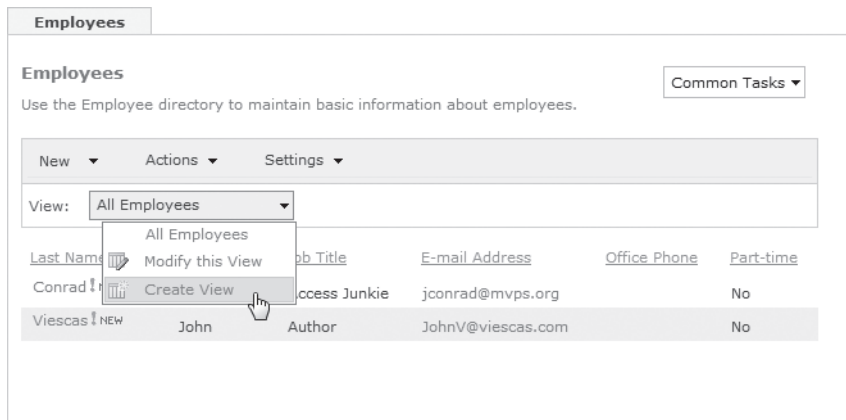 Employees
Employees
Common Tasks
Use the Employee directory to maintain basic information about employees.
New Actions Settings
View: All Employees
All Employees
Modify this View
Create View
Last Name Job Title E-mail Address Office Phone Part-time
Conrad Access Junkie jconrad@mvps.org No
Viescas NEW John Author JohnV@viescas.com No